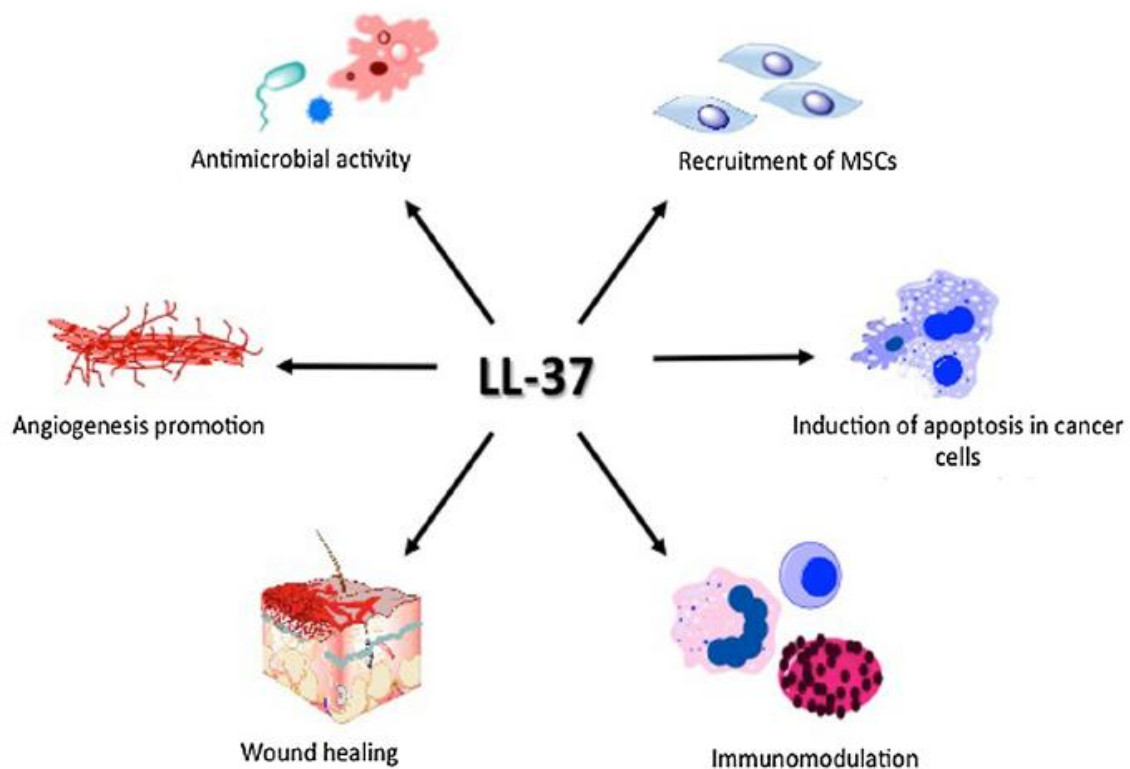 Antimicrobial activity
Recruitment of MSCs
LL-37
Angiogenesis promotion
Induction of apoptosis in cancer
cells
Wound healing
Immunomodulation